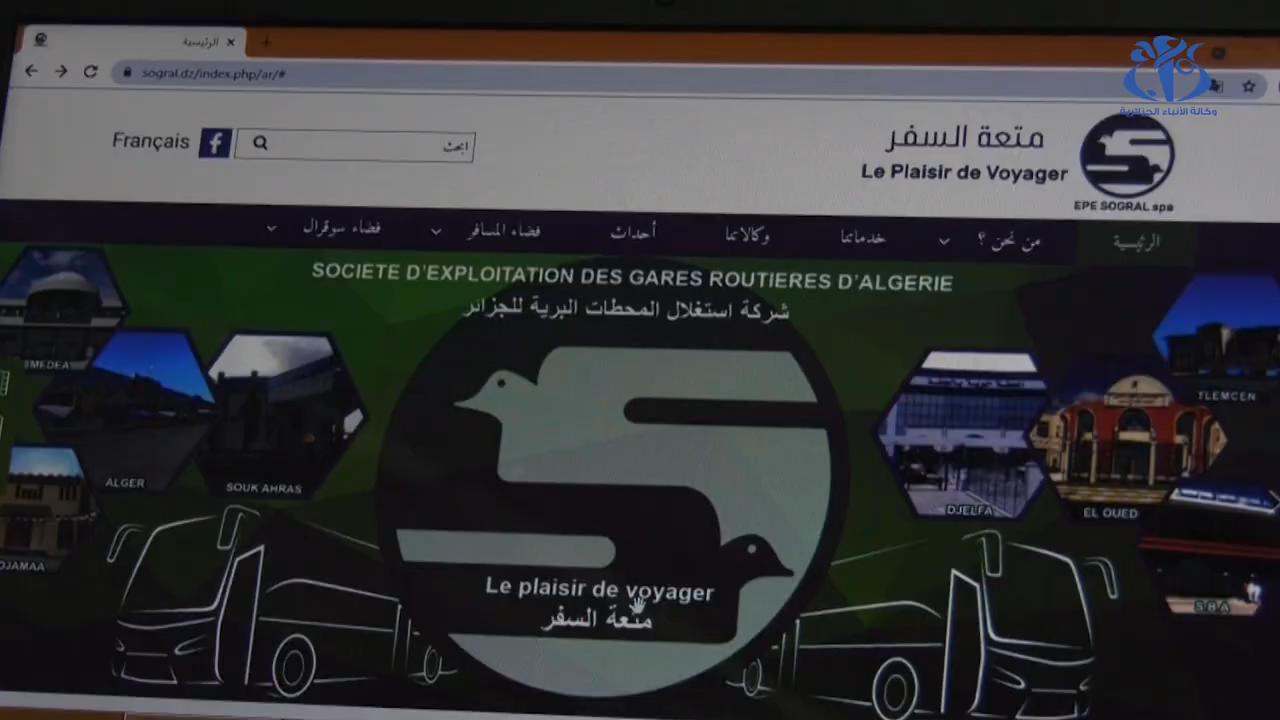 الرئيسية
sogral.dz/index.php/ar/#
وكالة الأنباء الجزائرية
Français
ابحث
متعة السفر
Le Plaisir de Voyager
EPE SOGRAL spa
الرئيسية
من نحن ؟
خدماتنا
وكالاتنا
أحداث
فضاء المسافر
فضاء سوقرال
SOCIETE D'EXPLOITATION DES GARES ROUTIERES D'ALGERIE
شركة استغلال المحطات البرية للجزائر
MEDEA
ALGER
SOUK AHRAS
DJAMAA
TLEMCEN
DJELFA
EL OUED
SBA
Le plaisir de voyager
متعة السفر